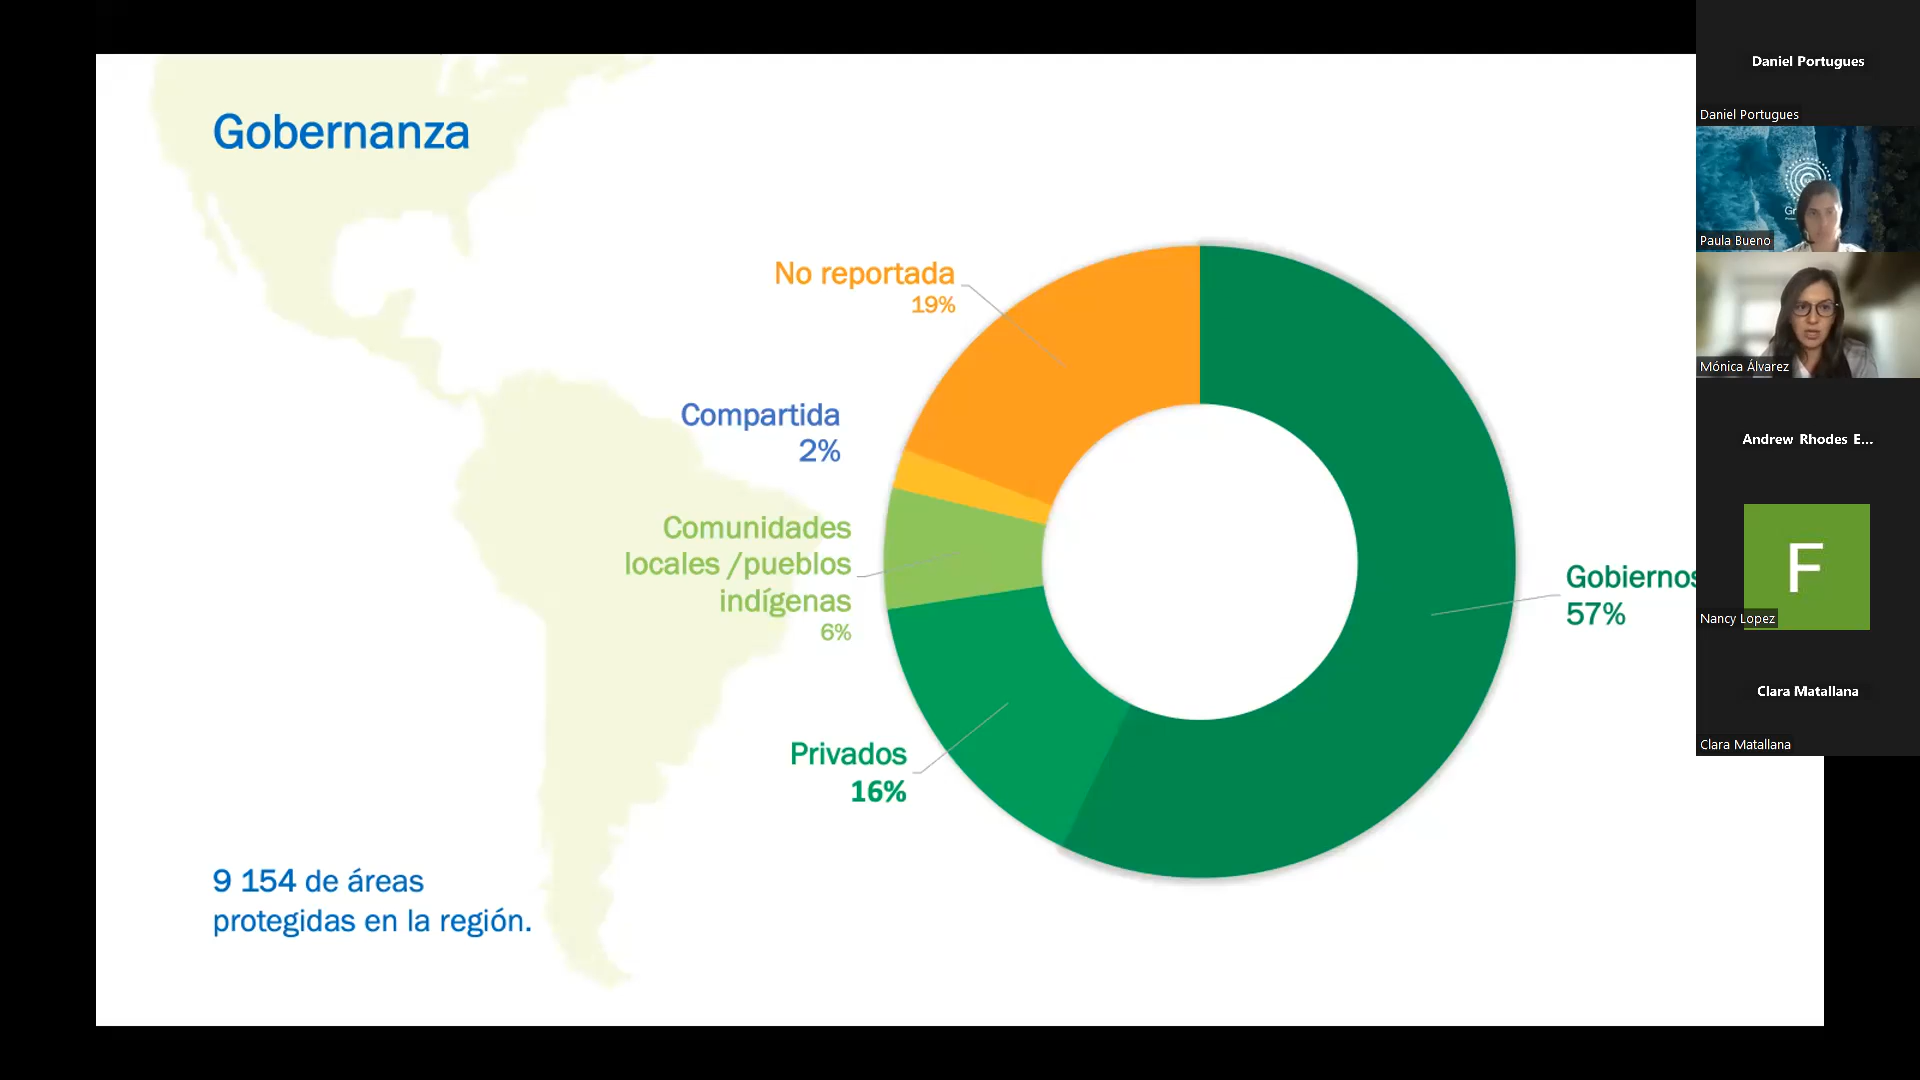 Gobernanza
No reportada
19%
Compartida
2%
Comunidades
locales /pueblos
indígenas
6%
Privados
16%
Gobiernos
57%
9 154 de áreas
protegidas en la región.
Daniel Portugues
Daniel Portugues
Gr
Paula Bueno
Mónica Álvarez
Andrew Rhodes E...
F
Nancy Lopez
Clara Matallana
Clara Matallana